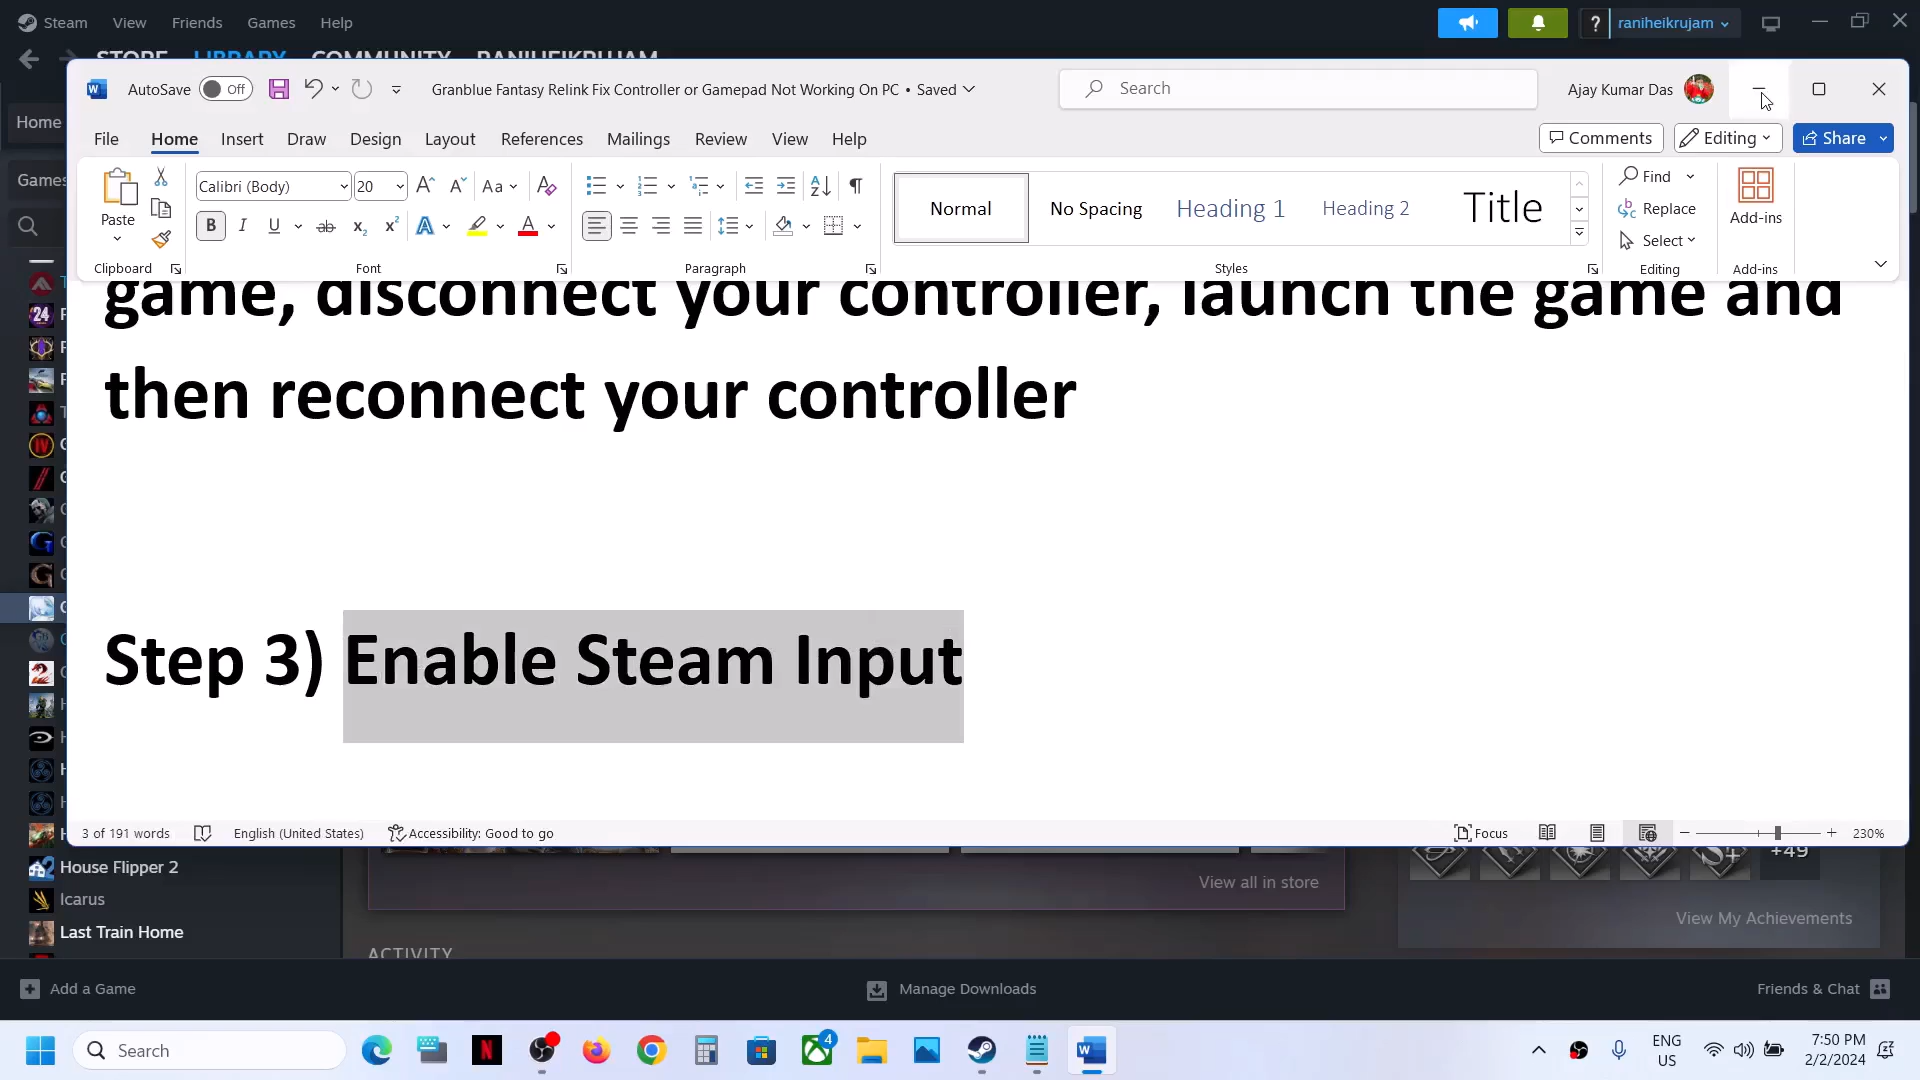 Steam View Friends Games Help
raniheikrujam
STORE LIBRARY COMMUNITY RANIHEIKRUJAM
AutoSave Off
Granblue Fantasy Relink Fix Controller or Gamepad Not Working On PC • Saved
Search
Ajay Kumar Das
Home
File Home Insert Draw Design Layout References Mailings Review View Help
Comments Editing Share
Games
Paste
Calibri (Body) 20
Normal
No Spacing
Heading 1
Heading 2
Title
Find
Replace
Select
Add-ins
Clipboard Font Paragraph Styles Editing Add-ins
game, disconnect your controller, launch the game and
then reconnect your controller
Step 3) Enable Steam Input
3 of 191 words
English (United States)
Accessibility: Good to go
Focus
230%
House Flipper 2
Icarus
Last Train Home
+49
View all in store
View My Achievements
ACTIVITY
Add a Game
Manage Downloads
Friends & Chat
Search
4
ENG
US
7:50 PM
2/2/2024